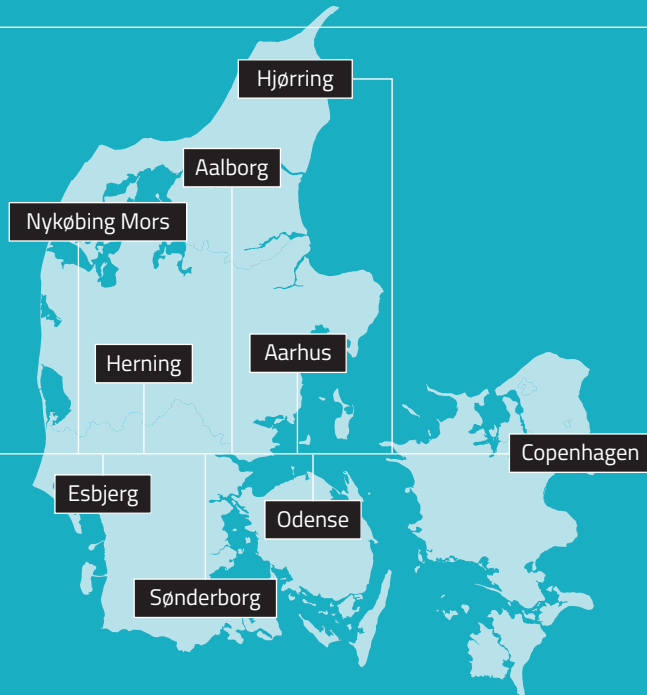 Hjørring
Aalborg
Nykøbing Mors
Aarhus
Herning
Copenhagen
Esbjerg
Odense
Sønderborg